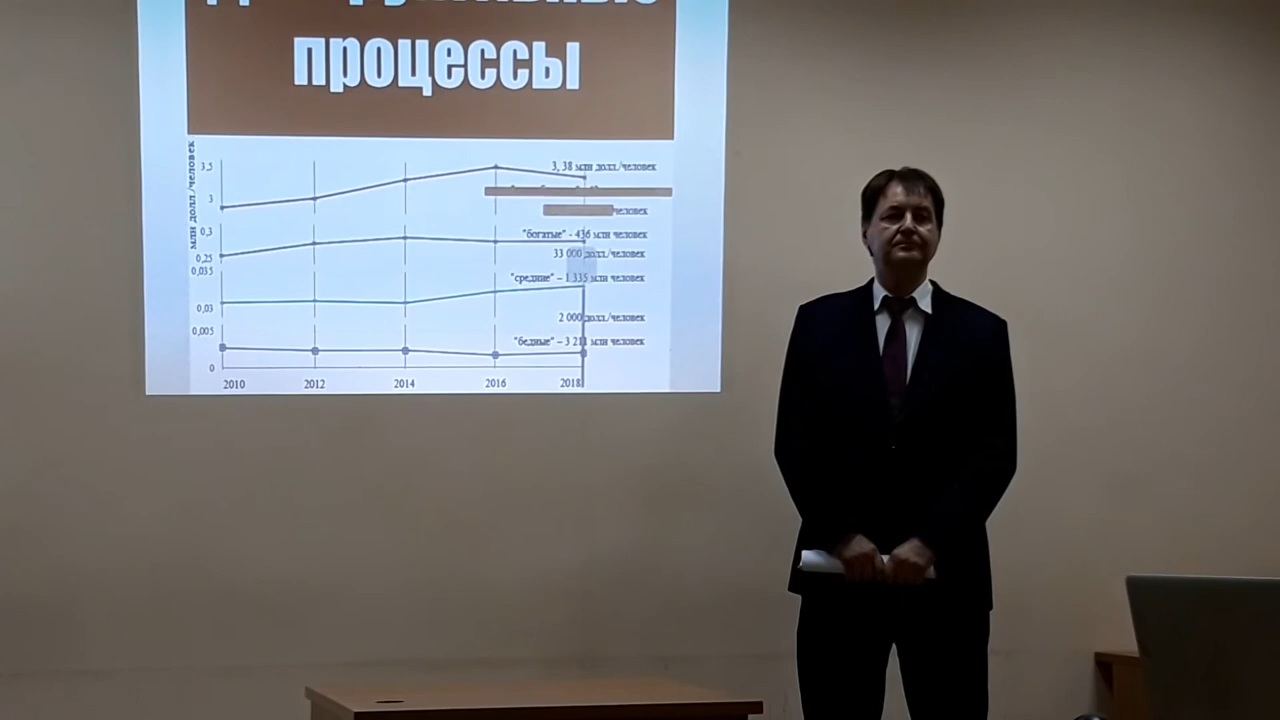 процессы
млн долл./человек
3,5
3, 38 млн долл./человек
3
человек
0,3
"богатые" - 436 млн человек
33 000 долл./человек
0,25
0,035
"средние" – 1 335 млн человек
0,03
2 000 долл./человек
0,005
"бедные" – 3 211 млн человек
0
2010 2012 2014 2016 2018